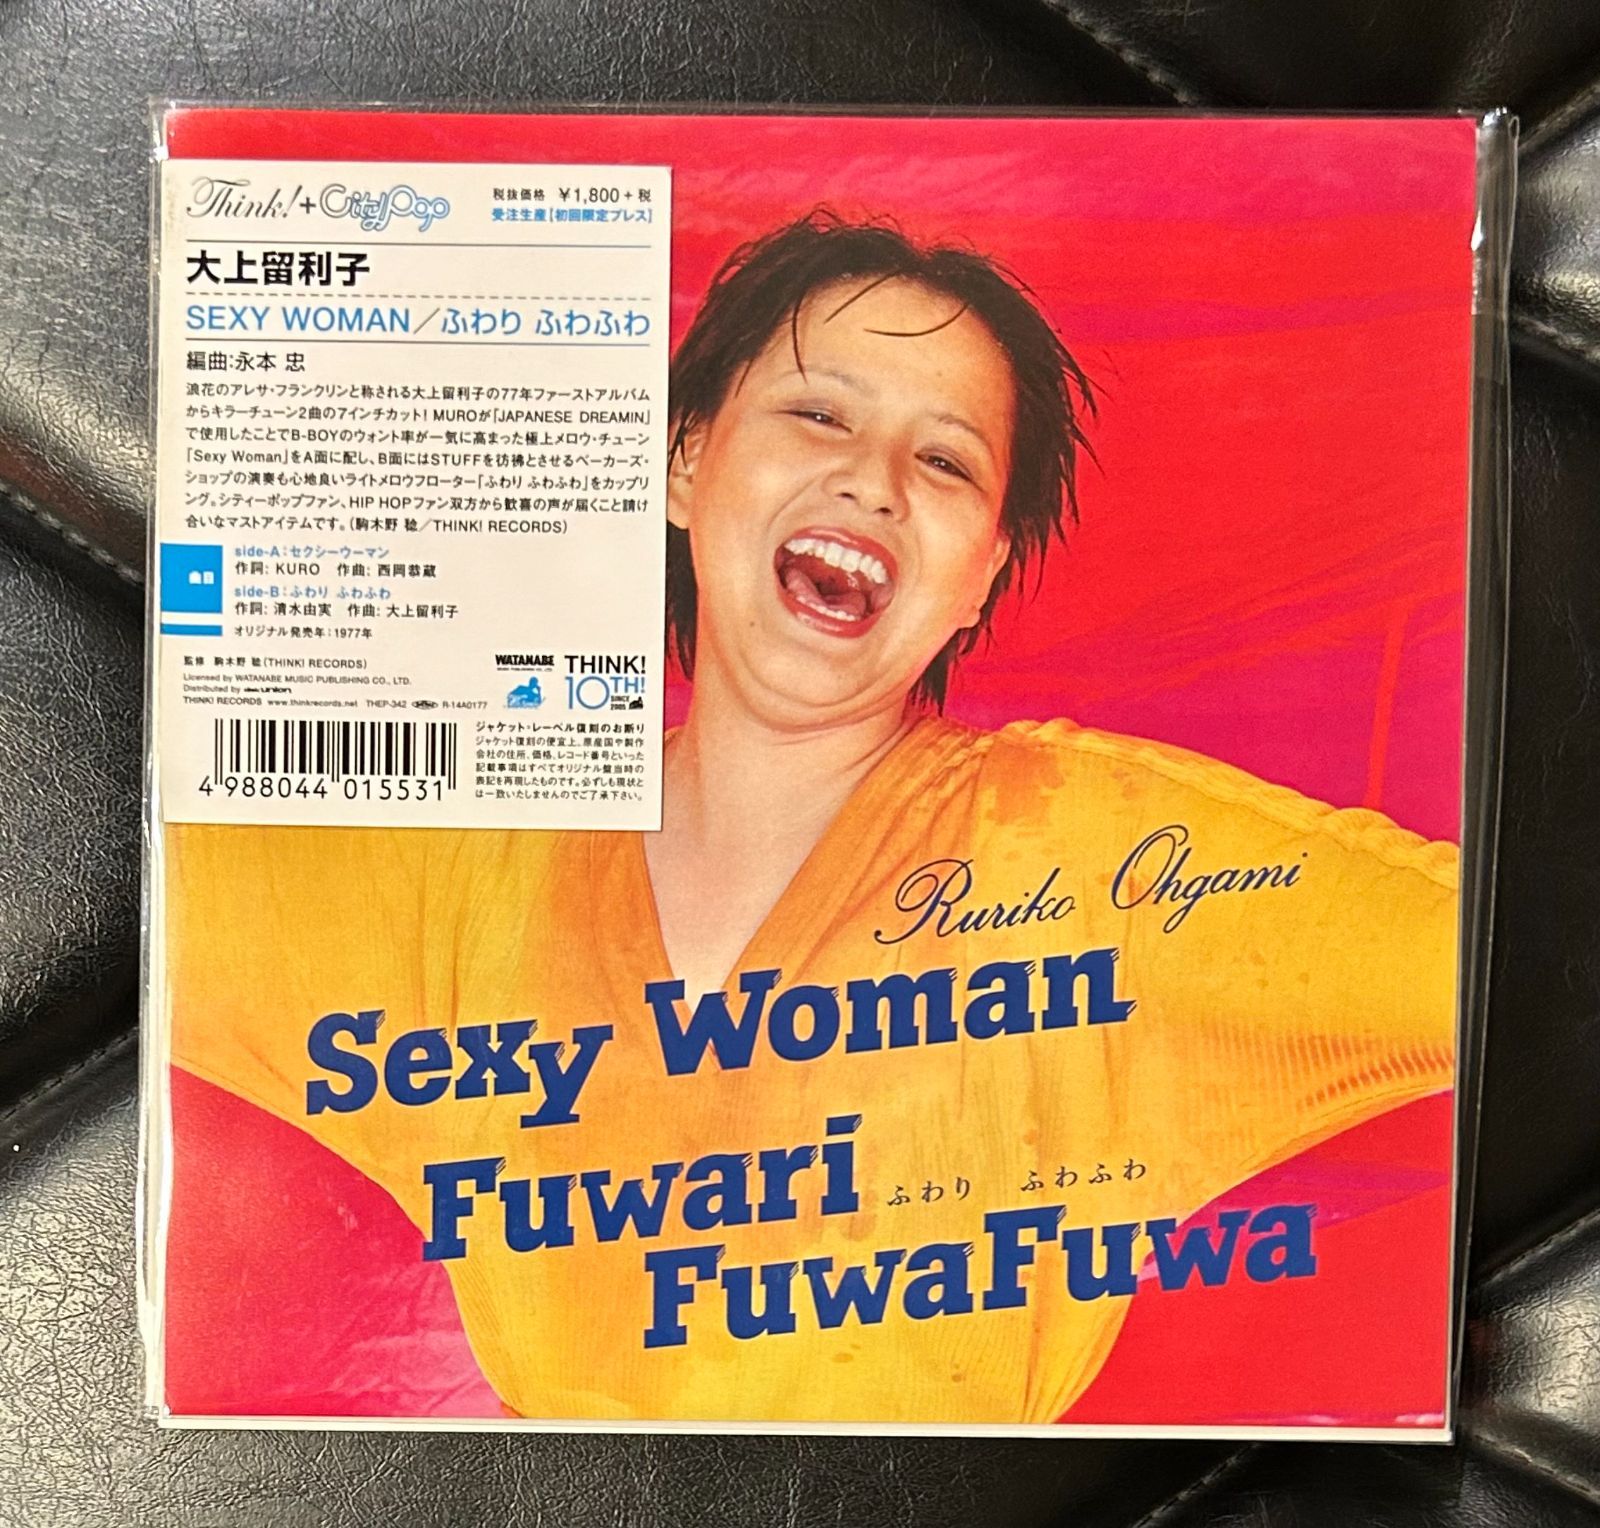 Think!+CityPop
税抜価格 ￥1,800+税
受注生産【初回限定プレス】
大上留利子
SEXY WOMAN／ふわり ふわふわ
編曲:永本 忠
浪花のアレサ・フランクリンと称される大上留利子の77年ファーストアルバム
からキラーチューン2曲の7インチカット! MUROが「JAPANESE DREAMIN」
で使用したことでB-BOYのウォント率が一気に高まった極上メロウ・チューン
「Sexy Woman」をA面に配し、B面にはSTUFFを彷彿とさせるベーカーズ・
ショップの演奏も心地良いライトメロウフローター「ふわり ふわふわ」をカップリ
ング。シティーポップファン、HIP HOPファン双方から歓喜の声が届くこと請け
合いなマストアイテムです。(駒木野 稔／THINK! RECORDS)
曲目
side-A:セクシーウーマン
作詞: KURO 作曲: 西岡恭蔵
side-B:ふわり ふわふわ
作詞: 清水由実 作曲: 大上留利子
オリジナル発売年:1977年
監修 駒木野 稔(THINK! RECORDS)
Licensed by WATANABE MUSIC PUBLISHING CO., LTD.
Distributed by diskunion
THINK! RECORDS www.thinkrecords.net THEP-342 R-14A0177
WATANABE
MUSIC PUBLISHING CO., LTD.
THINK!
10TH!
SINCE
2005
4 988044 015531
ジャケット・レーベル復刻のお断り
ジャケット復刻の便宜上、原産国や製作
会社の住所、価格、レコード番号といった
記載事項はすべてオリジナル盤当時の
表記を再現したものです。必ずしも現状と
は一致いたしませんのでご了承下さい。
Ruriko Ohgami
Sexy Woman
Fuwari ふわり ふわふわ
FuwaFuwa